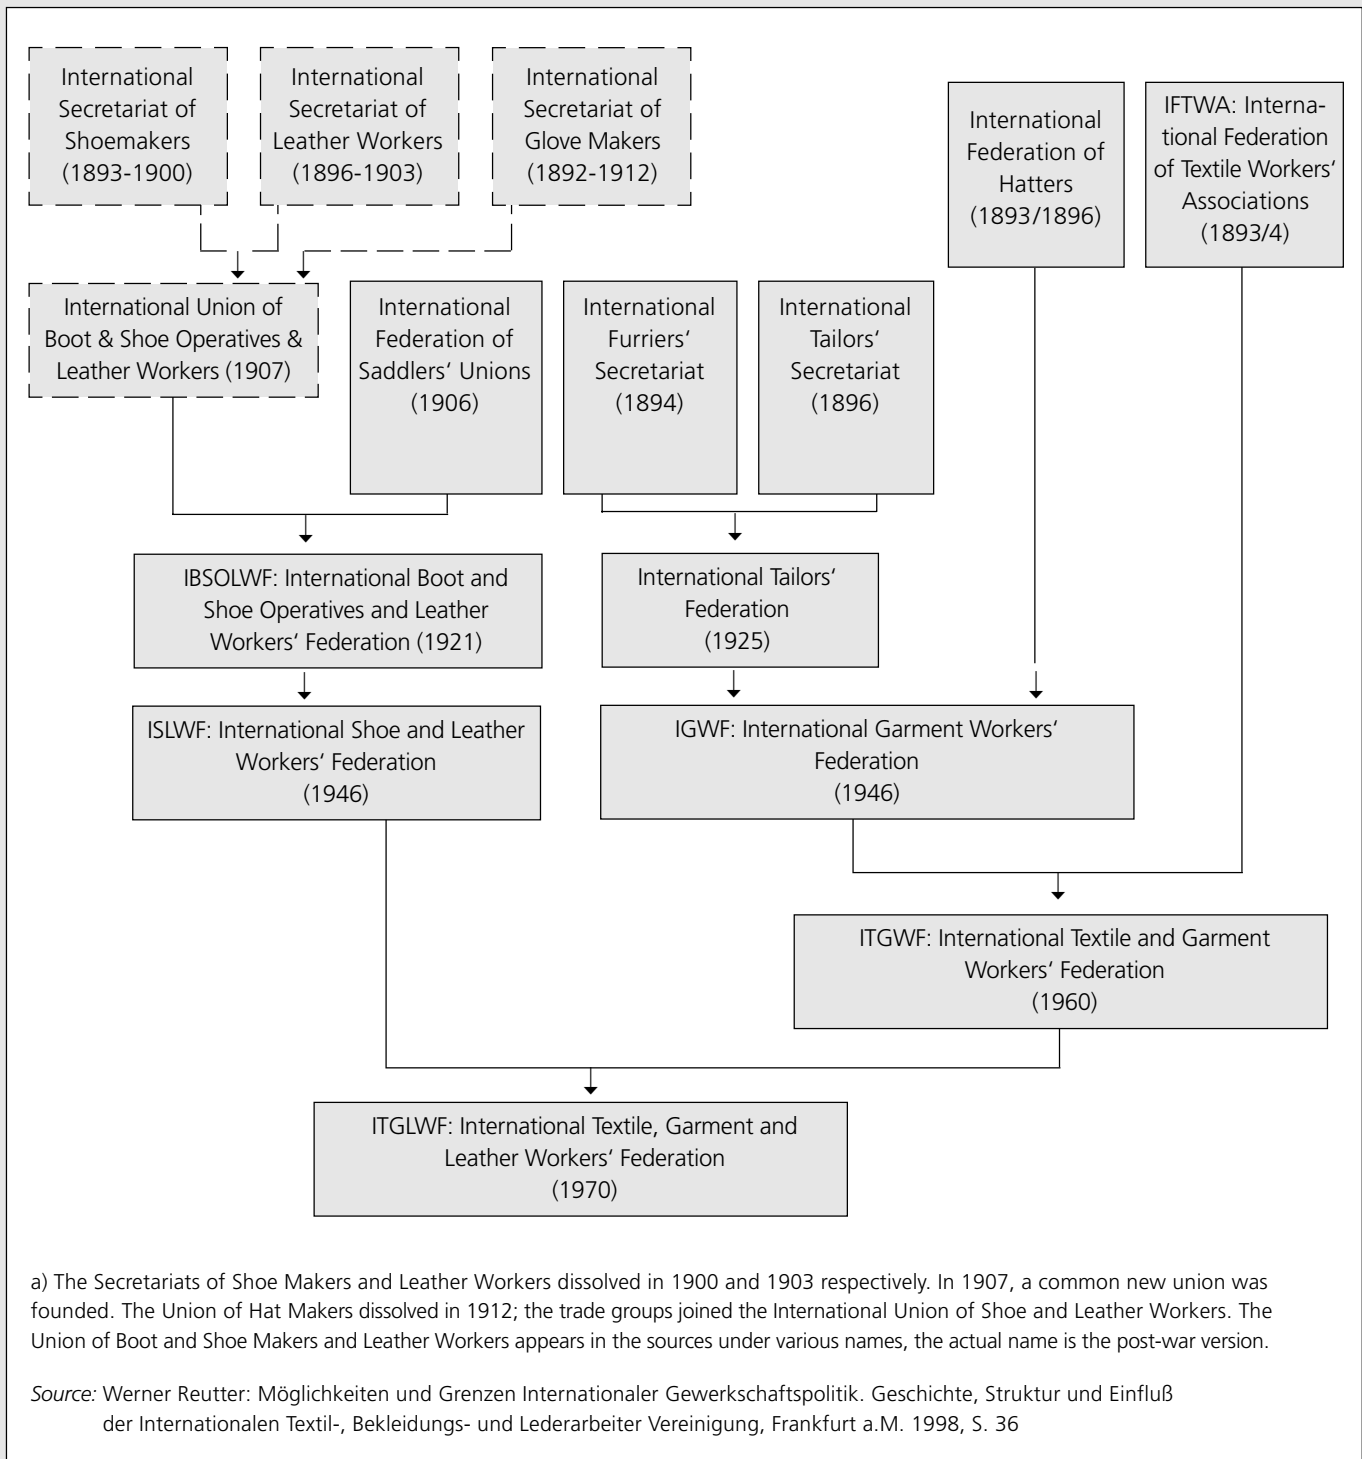 International
Secretariat of
Shoemakers
(1893-1900)
International
Secretariat of
Leather Workers
(1896-1903)
International
Secretariat of
Glove Makers
(1892-1912)
International
Federation of
Hatters
(1893/1896)
IFTWA: Interna-
tional Federation
of Textile Workers‘
Associations
(1893/4)
International Union of
Boot & Shoe Operatives &
Leather Workers (1907)
International
Federation of
Saddlers‘ Unions
(1906)
International
Furriers‘
Secretariat
(1894)
International
Tailors‘
Secretariat
(1896)
IBSOLWF: International Boot and
Shoe Operatives and Leather
Workers‘ Federation (1921)
International Tailors‘
Federation
(1925)
ISLWF: International Shoe and Leather
Workers‘ Federation
(1946)
IGWF: International Garment Workers‘
Federation
(1946)
ITGWF: International Textile and Garment
Workers‘ Federation
(1960)
ITGLWF: International Textile, Garment and
Leather Workers‘ Federation
(1970)
a) The Secretariats of Shoe Makers and Leather Workers dissolved in 1900 and 1903 respectively. In 1907, a common new union was
founded. The Union of Hat Makers dissolved in 1912; the trade groups joined the International Union of Shoe and Leather Workers. The
Union of Boot and Shoe Makers and Leather Workers appears in the sources under various names, the actual name is the post-war version.
Source: Werner Reutter: Möglichkeiten und Grenzen Internationaler Gewerkschaftspolitik. Geschichte, Struktur und Einfluß
der Internationalen Textil-, Bekleidungs- und Lederarbeiter Vereinigung, Frankfurt a.M. 1998, S. 36